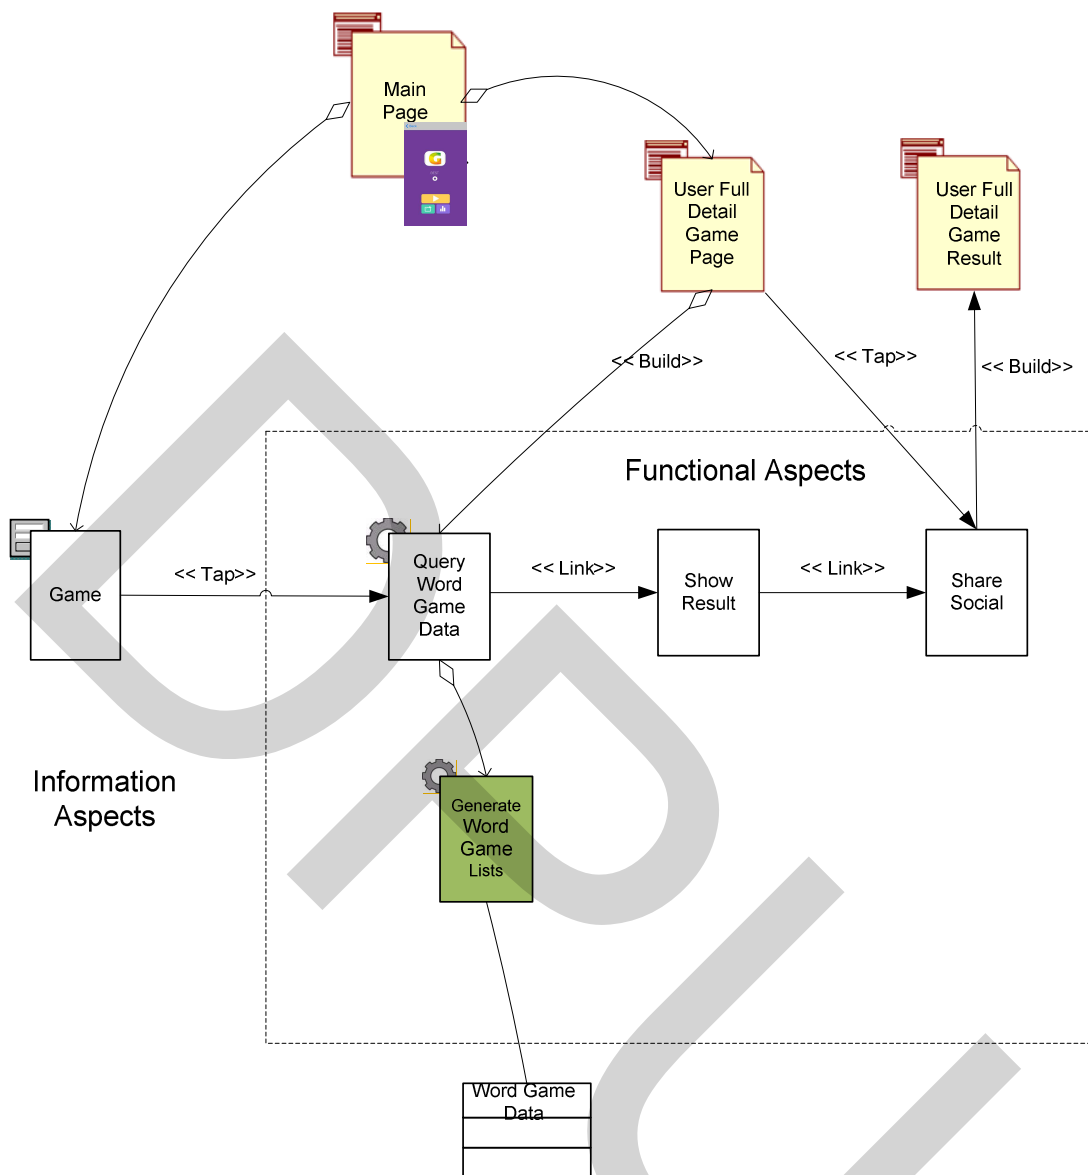 Main
Page
User Full
Detail
Game
Page
User Full
Detail
Game
Result
<< Build>>
<< Tap>>
<< Build>>
Functional Aspects
Game
<< Tap>>
Query
Word
Game
Data
<< Link>>
Show
Result
<< Link>>
Share
Social
Information
Aspects
Generate
Word
Game
Lists
Word Game
Data
DPU